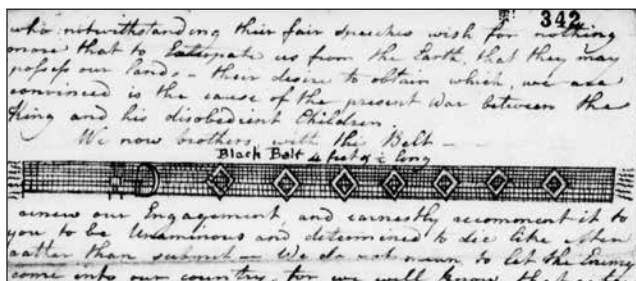 342
who notwithstanding their fair speeches wish for nothing
more that to Extirpate us from the Earth, that they may
possess our lands - their desire to obtain which, we are
convinced is the cause of the present War between the
King and his disobedient Children.
We now brothers with this Belt -
Black Belt 4 feet of ½ long
renew our Engagement, and earnestly recomment it to
you to be Unaminous and determined to die like Men
rather than submit - We do not mean to let the Enemy
come into our country, for we well know that